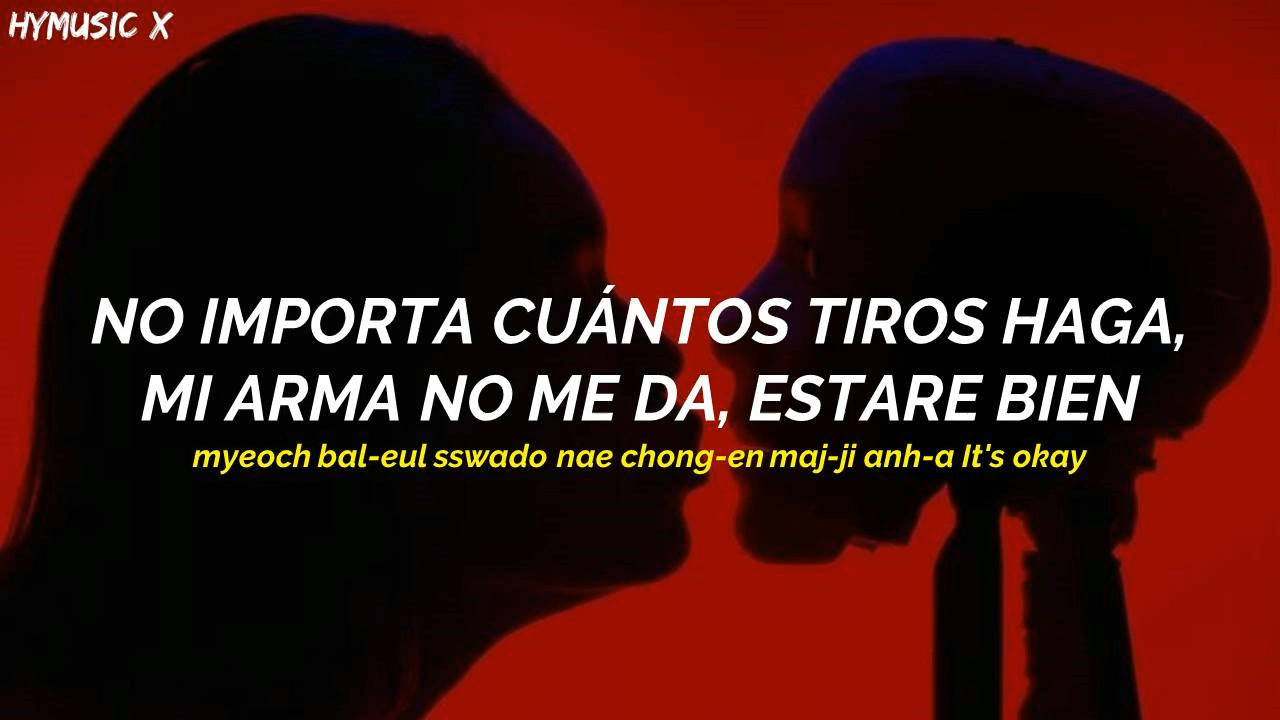 HYMUSIC X
NO IMPORTA CUÁNTOS TIROS HAGA,
MI ARMA NO ME DA, ESTARE BIEN
myeoch bal-eul sswado nae chong-en maj-ji anh-a It's okay